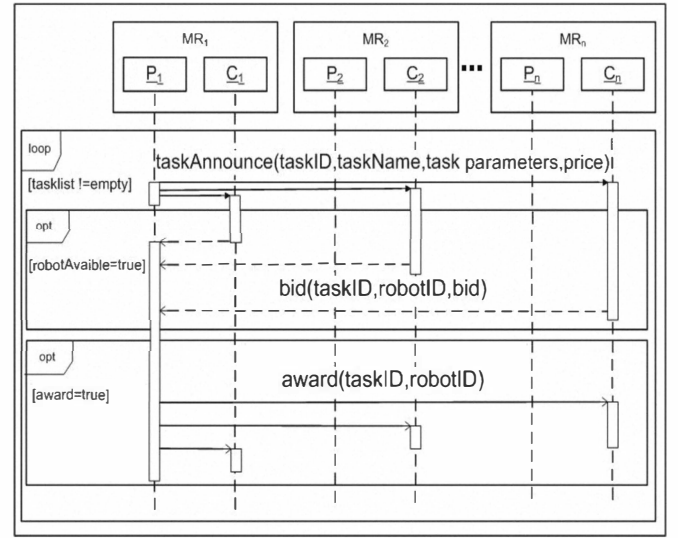 MR1 MR2 MRn
P1 C1 P2 C2 ... Pn Cn
loop
taskAnnounce(taskID,taskName,task parameters,price)
[tasklist !=empty]
opt
[robotAvaible=true]
bid(taskID,robotID,bid)
opt
award(taskID,robotID)
[award=true]